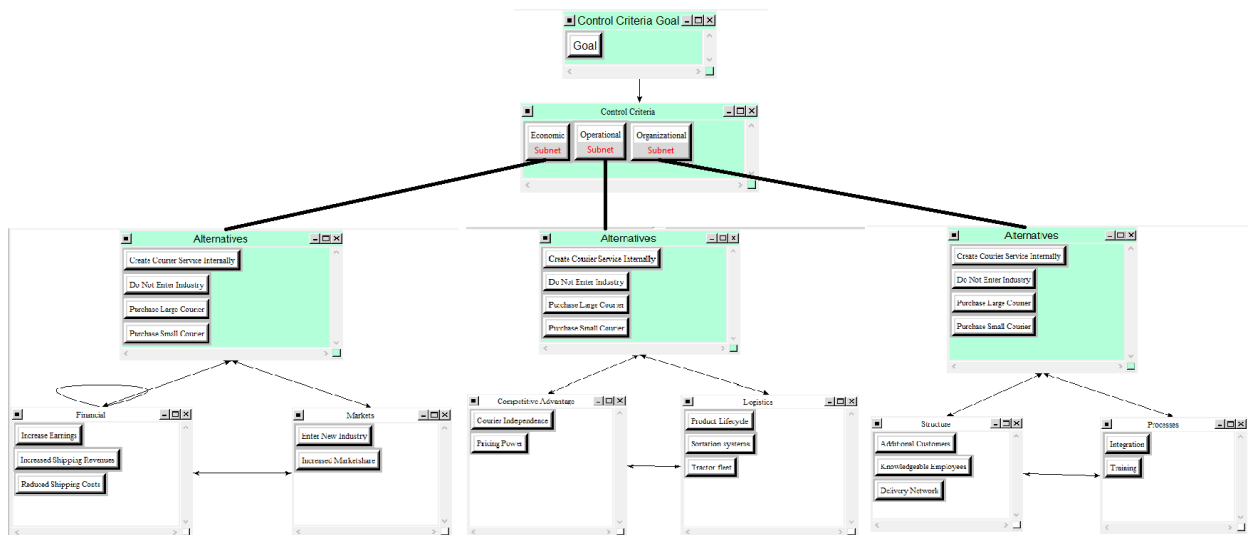 Control Criteria Goal
Goal
Control Criteria
Economic
Subnet
Operational
Subnet
Organizational
Subnet
Alternatives
Create Courier Service Internally
Do Not Enter Industry
Purchase Large Courier
Purchase Small Courier
Alternatives
Create Courier Service Internally
Do Not Enter Industry
Purchase Large Courier
Purchase Small Courier
Alternatives
Create Courier Service Internally
Do Not Enter Industry
Purchase Large Courier
Purchase Small Courier
Financial
Increase Earnings
Increased Shipping Revenues
Reduced Shipping Costs
Markets
Enter New Industry
Increased Marketshare
Competitive Advantage
Courier Independence
Pricing Power
Logistics
Product Lifecycle
Sortation systems
Tractor fleet
Structure
Additional Customers
Knowledgeable Employees
Delivery Network
Processes
Integration
Training